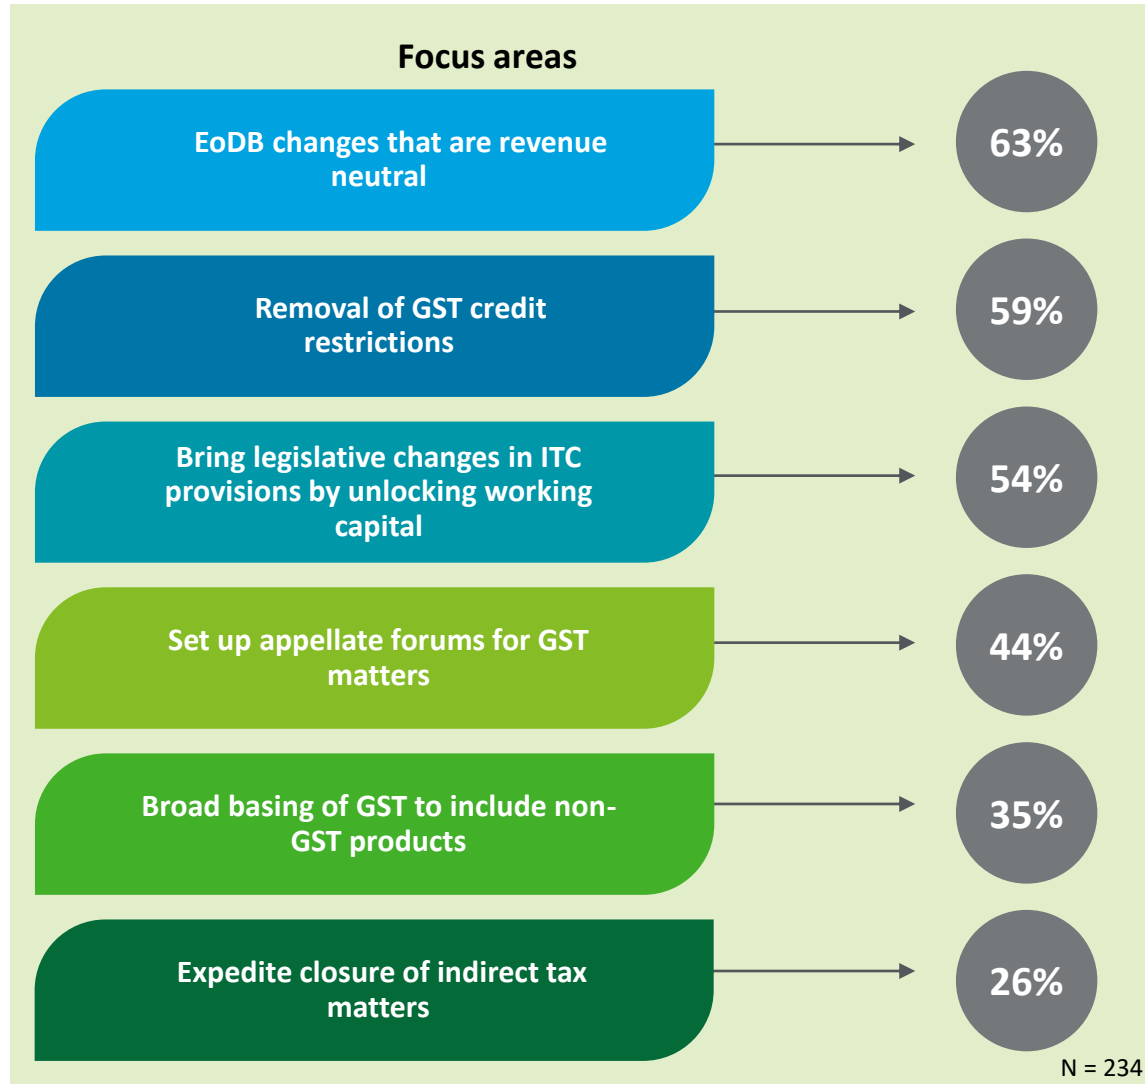 Focus areas
EoDB changes that are revenue
neutral
63%
Removal of GST credit
restrictions
59%
Bring legislative changes in ITC
provisions by unlocking working
capital
54%
Set up appellate forums for GST
matters
44%
Broad basing of GST to include non-
GST products
35%
Expedite closure of indirect tax
matters
26%
N = 234